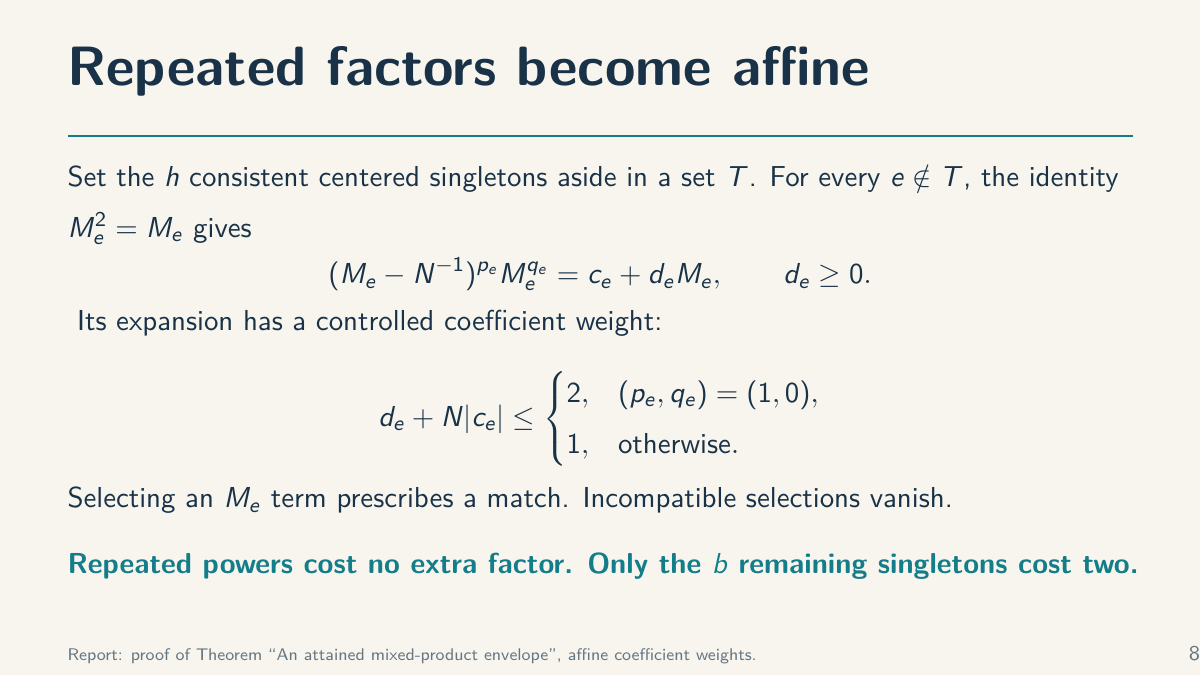 Repeated factors become affine
Set the h consistent centered singletons aside in a set T. For every e ∉ T, the identity
M_e^2 = M_e gives
(M_e − N^{−1})^{p_e} M_e^{q_e} = c_e + d_e M_e,   d_e ≥ 0.
Its expansion has a controlled coefficient weight:
d_e + N|c_e| ≤ { 2, (p_e, q_e) = (1, 0),
1, otherwise.
Selecting an M_e term prescribes a match. Incompatible selections vanish.
Repeated powers cost no extra factor. Only the b remaining singletons cost two.
Report: proof of Theorem “An attained mixed-product envelope”, affine coefficient weights.
8